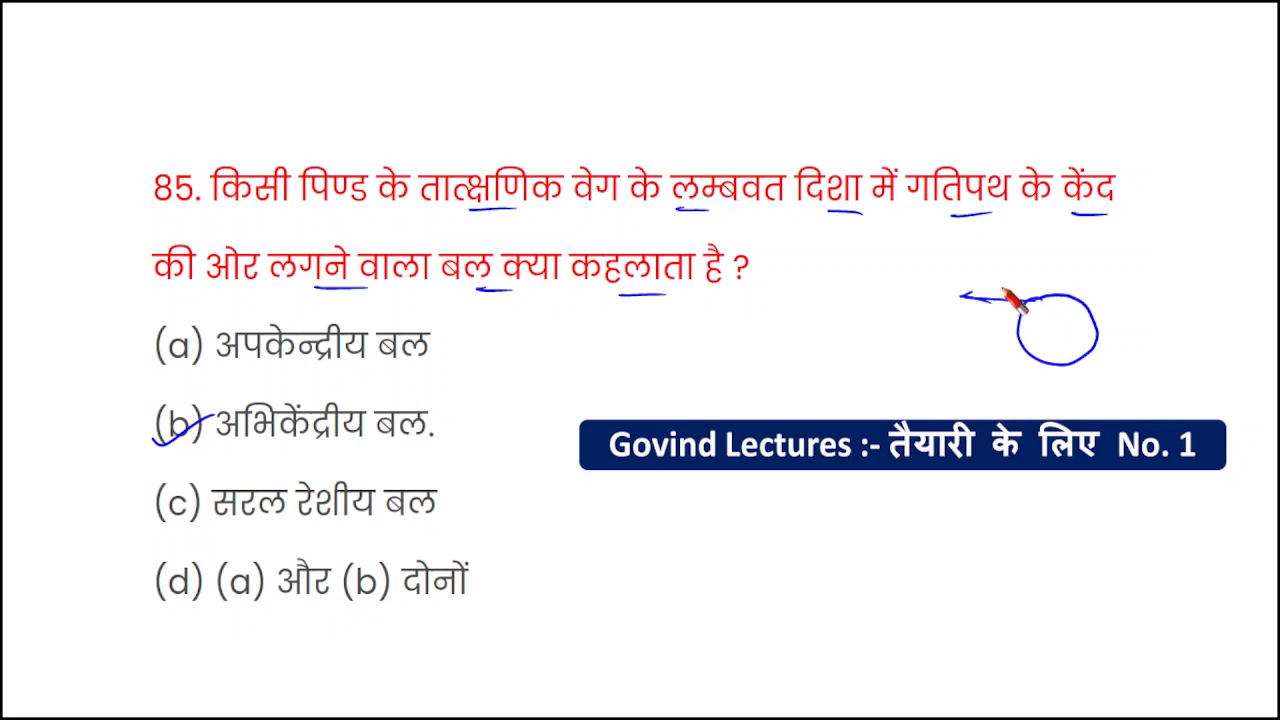 85. किसी पिण्ड के तात्क्षणिक वेग के लम्बवत दिशा में गतिपथ के केंद
की ओर लगने वाला बल क्या कहलाता है ?
(a) अपकेन्द्रीय बल
(b) अभिकेंद्रीय बल.
Govind Lectures :- तैयारी के लिए No. 1
(c) सरल रेशीय बल
(d) (a) और (b) दोनों